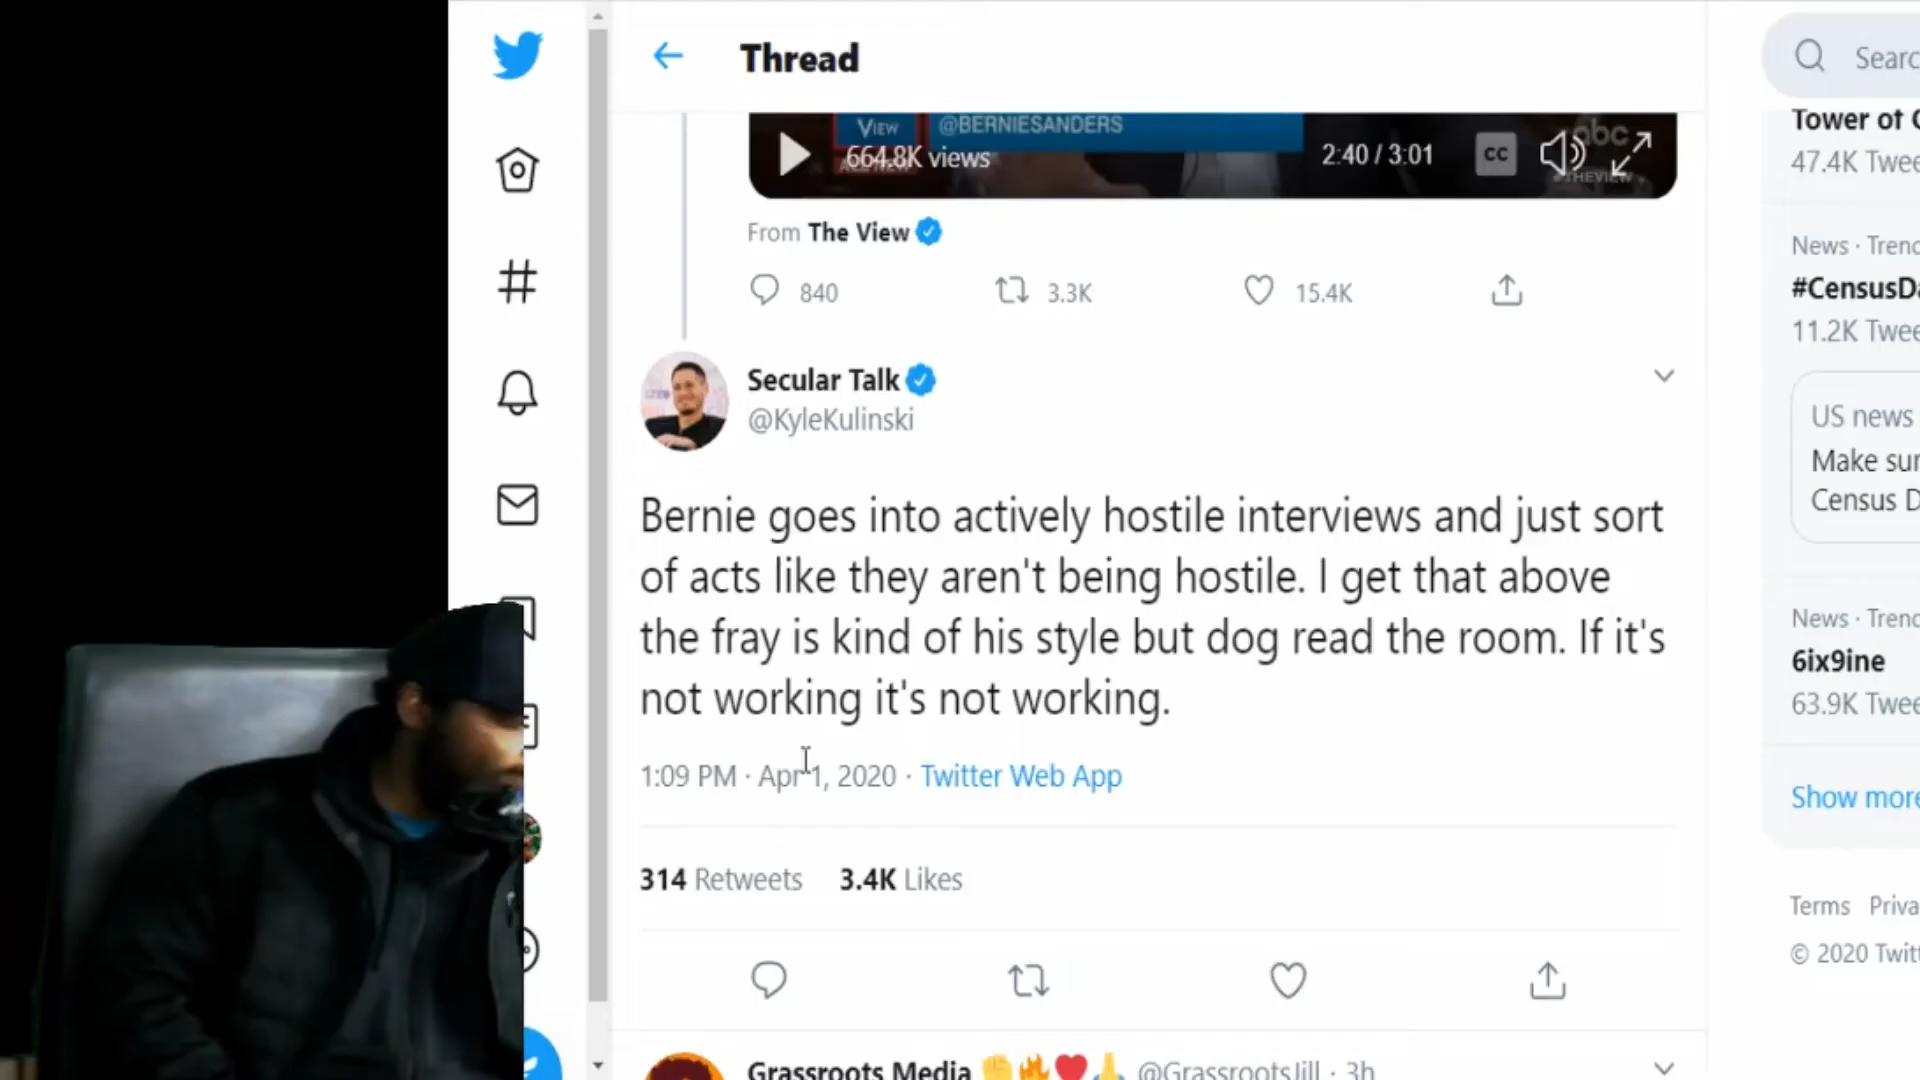 Thread
Searc
VIEW
@BERNIESANDERS
664.8K views
2:40 / 3:01
CC
abc
THEVIEW
From The View
840
3.3K
15.4K
Secular Talk
@KyleKulinski
Bernie goes into actively hostile interviews and just sort
of acts like they aren't being hostile. I get that above
the fray is kind of his style but dog read the room. If it's
not working it's not working.
1:09 PM · Apr 1, 2020 · Twitter Web App
314 Retweets 3.4K Likes
Grassroots Media ✊🔥❤️🙏 @GrassrootsJill · 3h
Tower of
47.4K Twee
News · Trenc
#CensusDa
11.2K Twee
US news
Make sur
Census D
News · Trenc
6ix9ine
63.9K Twee
Show more
Terms Priva
© 2020 Twitt